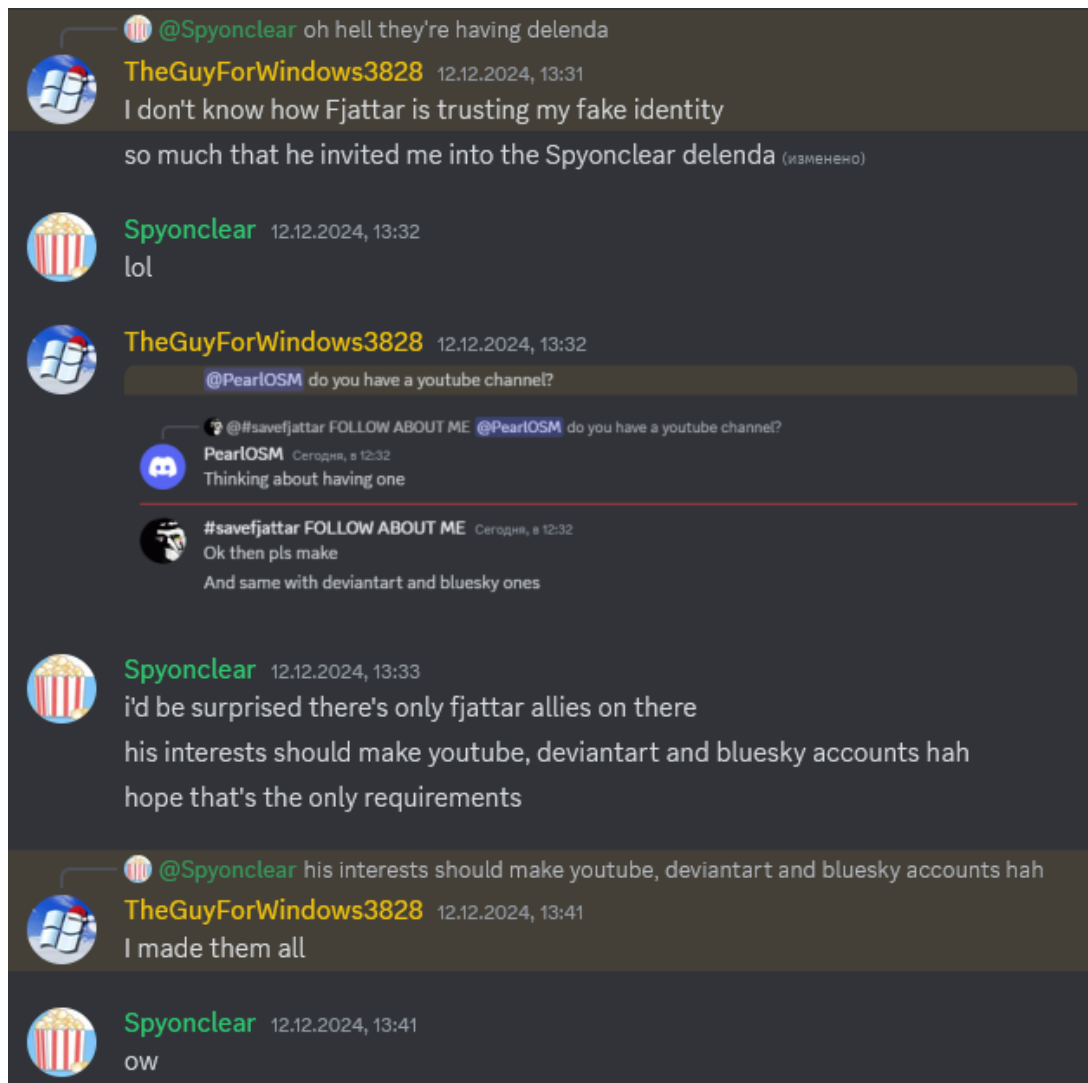 @Spyonclear oh hell they're having delenda
TheGuyForWindows3828 12.12.2024, 13:31
I don't know how Fjattar is trusting my fake identity
so much that he invited me into the Spyonclear delenda (изменено)
Spyonclear 12.12.2024, 13:32
lol
TheGuyForWindows3828 12.12.2024, 13:32
@PearlOSM do you have a youtube channel?
@#savefjattar FOLLOW ABOUT ME @PearlOSM do you have a youtube channel?
PearlOSM Сегодня, в 12:32
Thinking about having one
#savefjattar FOLLOW ABOUT ME Сегодня, в 12:32
Ok then pls make
And same with deviantart and bluesky ones
Spyonclear 12.12.2024, 13:33
i'd be surprised there's only fjattar allies on there
his interests should make youtube, deviantart and bluesky accounts hah
hope that's the only requirements
@Spyonclear his interests should make youtube, deviantart and bluesky accounts hah
TheGuyForWindows3828 12.12.2024, 13:41
I made them all
Spyonclear 12.12.2024, 13:41
ow